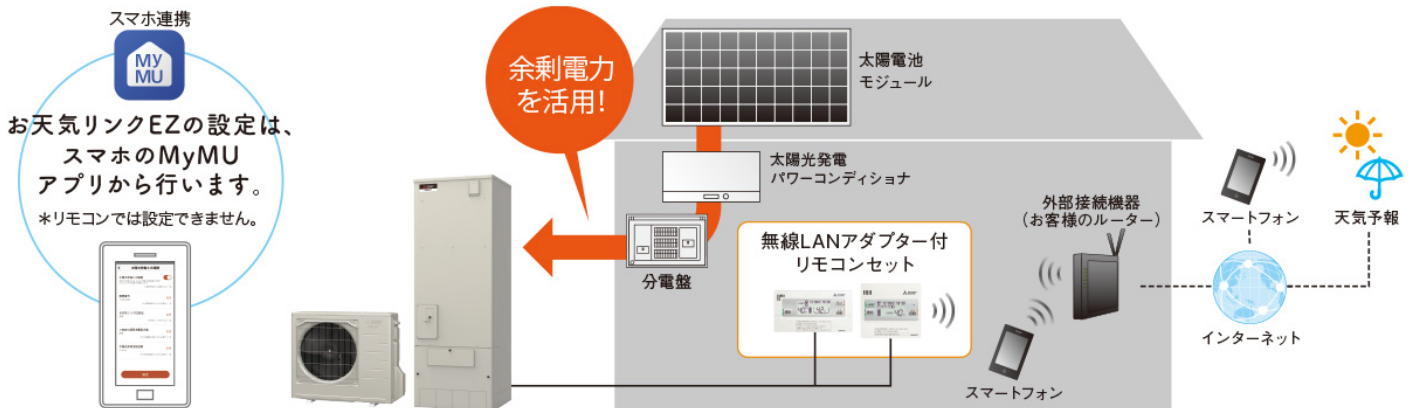 スマホ連携
My
MU
お天気リンクEZの設定は、
スマホのMyMU
アプリから行います。
＊リモコンでは設定できません。
余剰電力
を活用!
太陽電池
モジュール
太陽光発電
パワーコンディショナ
分電盤
無線LANアダプター付
リモコンセット
外部接続機器
（お客様のルーター）
スマートフォン
スマートフォン
インターネット
天気予報